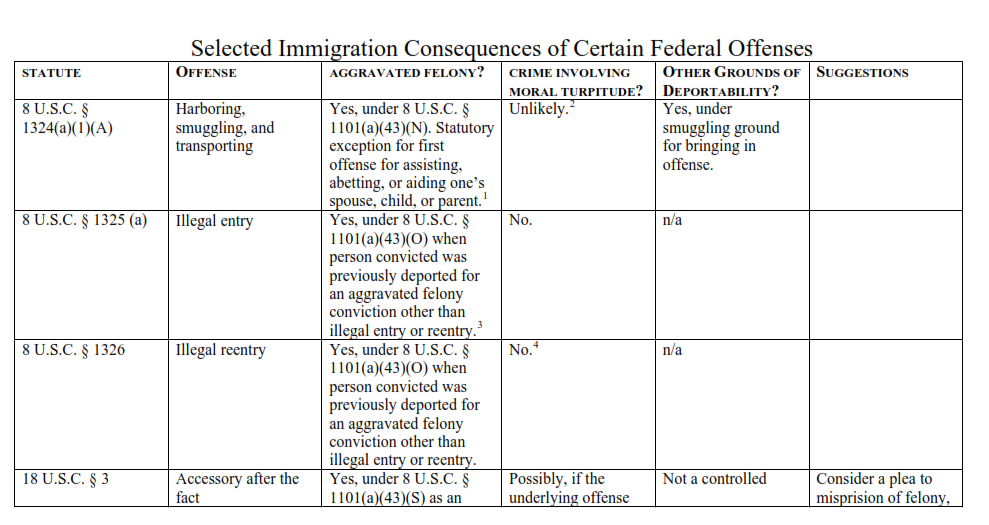 Selected Immigration Consequences of Certain Federal Offenses
STATUTE
OFFENSE
AGGRAVATED FELONY?
CRIME INVOLVING
MORAL TURPITUDE?
OTHER GROUNDS OF
DEPORTABILITY?
SUGGESTIONS
8 U.S.C. §
1324(a)(1)(A)
Harboring,
smuggling, and
transporting
Yes, under 8 U.S.C. §
1101(a)(43)(N). Statutory
exception for first
offense for assisting,
abetting, or aiding one’s
spouse, child, or parent.1
Unlikely.2
Yes, under
smuggling ground
for bringing in
offense.
8 U.S.C. § 1325 (a)
Illegal entry
Yes, under 8 U.S.C. §
1101(a)(43)(O) when
person convicted was
previously deported for
an aggravated felony
conviction other than
illegal entry or reentry.3
No.
n/a
8 U.S.C. § 1326
Illegal reentry
Yes, under 8 U.S.C. §
1101(a)(43)(O) when
person convicted was
previously deported for
an aggravated felony
conviction other than
illegal entry or reentry.
No.4
n/a
18 U.S.C. § 3
Accessory after the
fact
Yes, under 8 U.S.C. §
1101(a)(43)(S) as an
Possibly, if the
underlying offense
Not a controlled
Consider a plea to
misprision of felony,